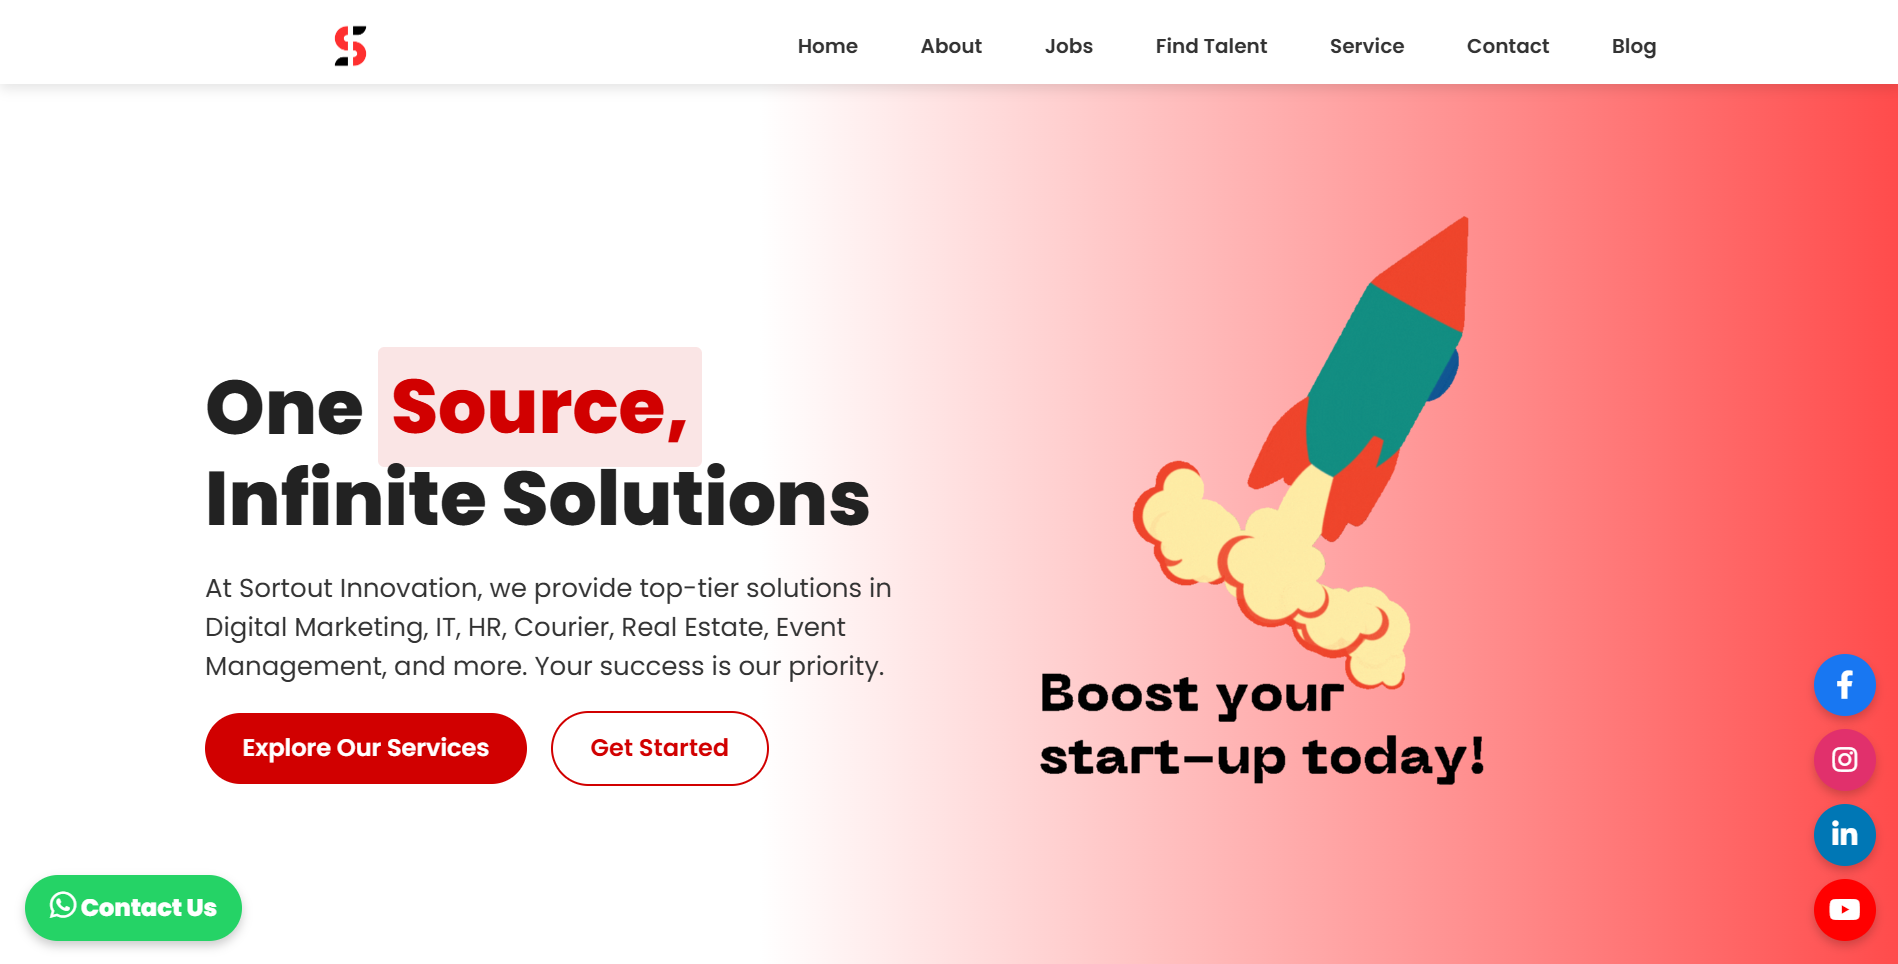 Home About Jobs Find Talent Service Contact Blog
One Source,
Infinite Solutions
At Sortout Innovation, we provide top-tier solutions in
Digital Marketing, IT, HR, Courier, Real Estate, Event
Management, and more. Your success is our priority.
Explore Our Services Get Started
Boost your
start-up today!
Contact Us